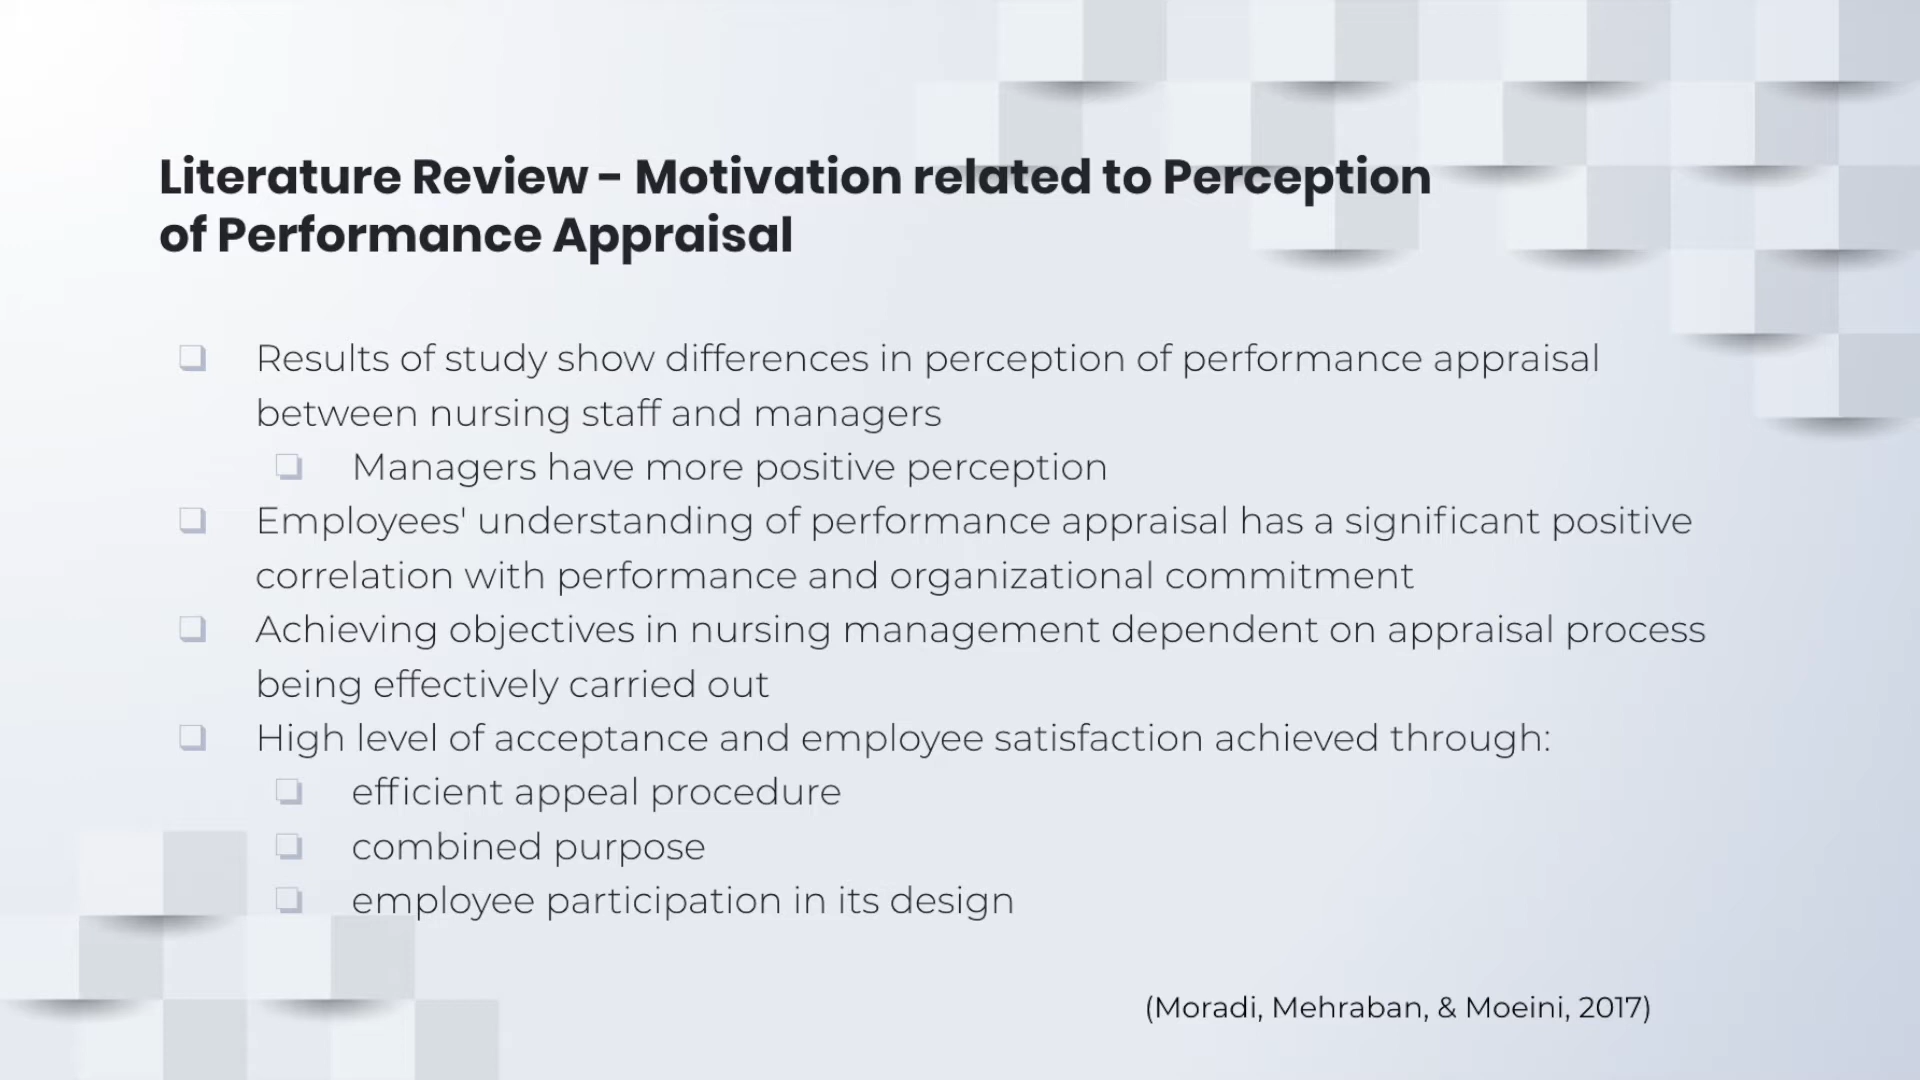 Literature Review - Motivation related to Perception
of Performance Appraisal
Results of study show differences in perception of performance appraisal
between nursing staff and managers
Managers have more positive perception
Employees' understanding of performance appraisal has a significant positive
correlation with performance and organizational commitment
Achieving objectives in nursing management dependent on appraisal process
being effectively carried out
High level of acceptance and employee satisfaction achieved through:
efficient appeal procedure
combined purpose
employee participation in its design
(Moradi, Mehraban, & Moeini, 2017)